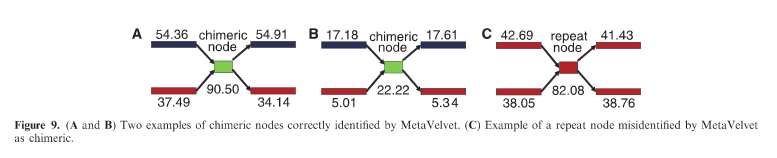 A 54.36 chimeric node 54.91
90.50
37.49 34.14
B 17.18 chimeric node 17.61
22.22
5.01 5.34
C 42.69 repeat node 41.43
82.08
38.05 38.76
Figure 9. (A and B) Two examples of chimeric nodes correctly identified by MetaVelvet. (C) Example of a repeat node misidentified by MetaVelvet
as chimeric.